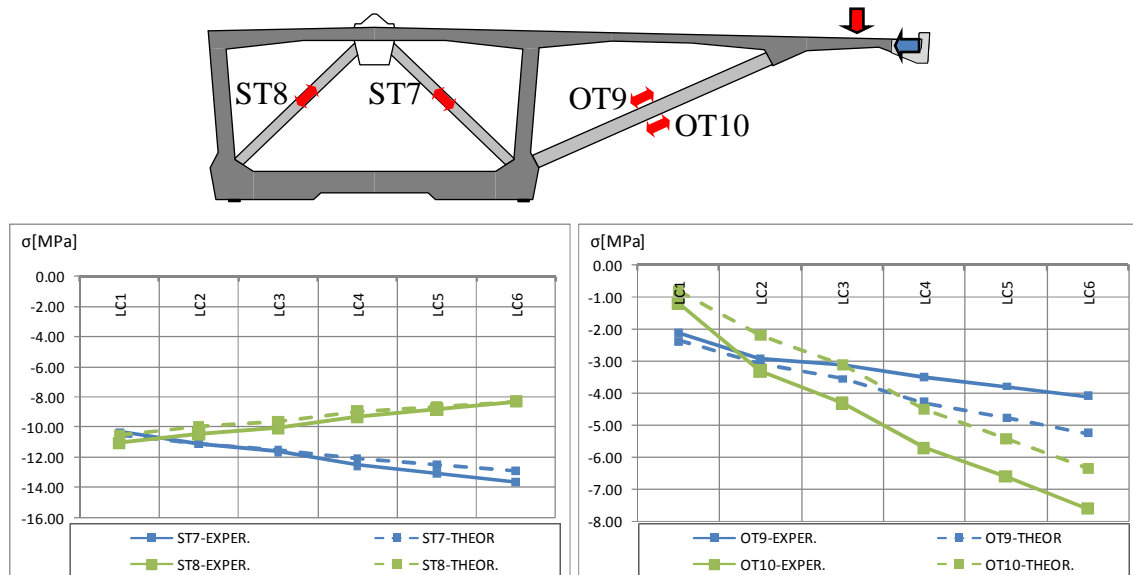 ST8
ST7
OT9
OT10
σ[MPa]
0.00
-2.00
-4.00
-6.00
-8.00
-10.00
-12.00
-14.00
-16.00
LC1
LC2
LC3
LC4
LC5
LC6
ST7-EXPER.
ST7-THEOR
ST8-EXPER.
ST8-THEOR.
σ[MPa]
0.00
-1.00
-2.00
-3.00
-4.00
-5.00
-6.00
-7.00
-8.00
LC1
LC2
LC3
LC4
LC5
LC6
OT9-EXPER.
OT9-THEOR
OT10-EXPER.
OT10-THEOR.